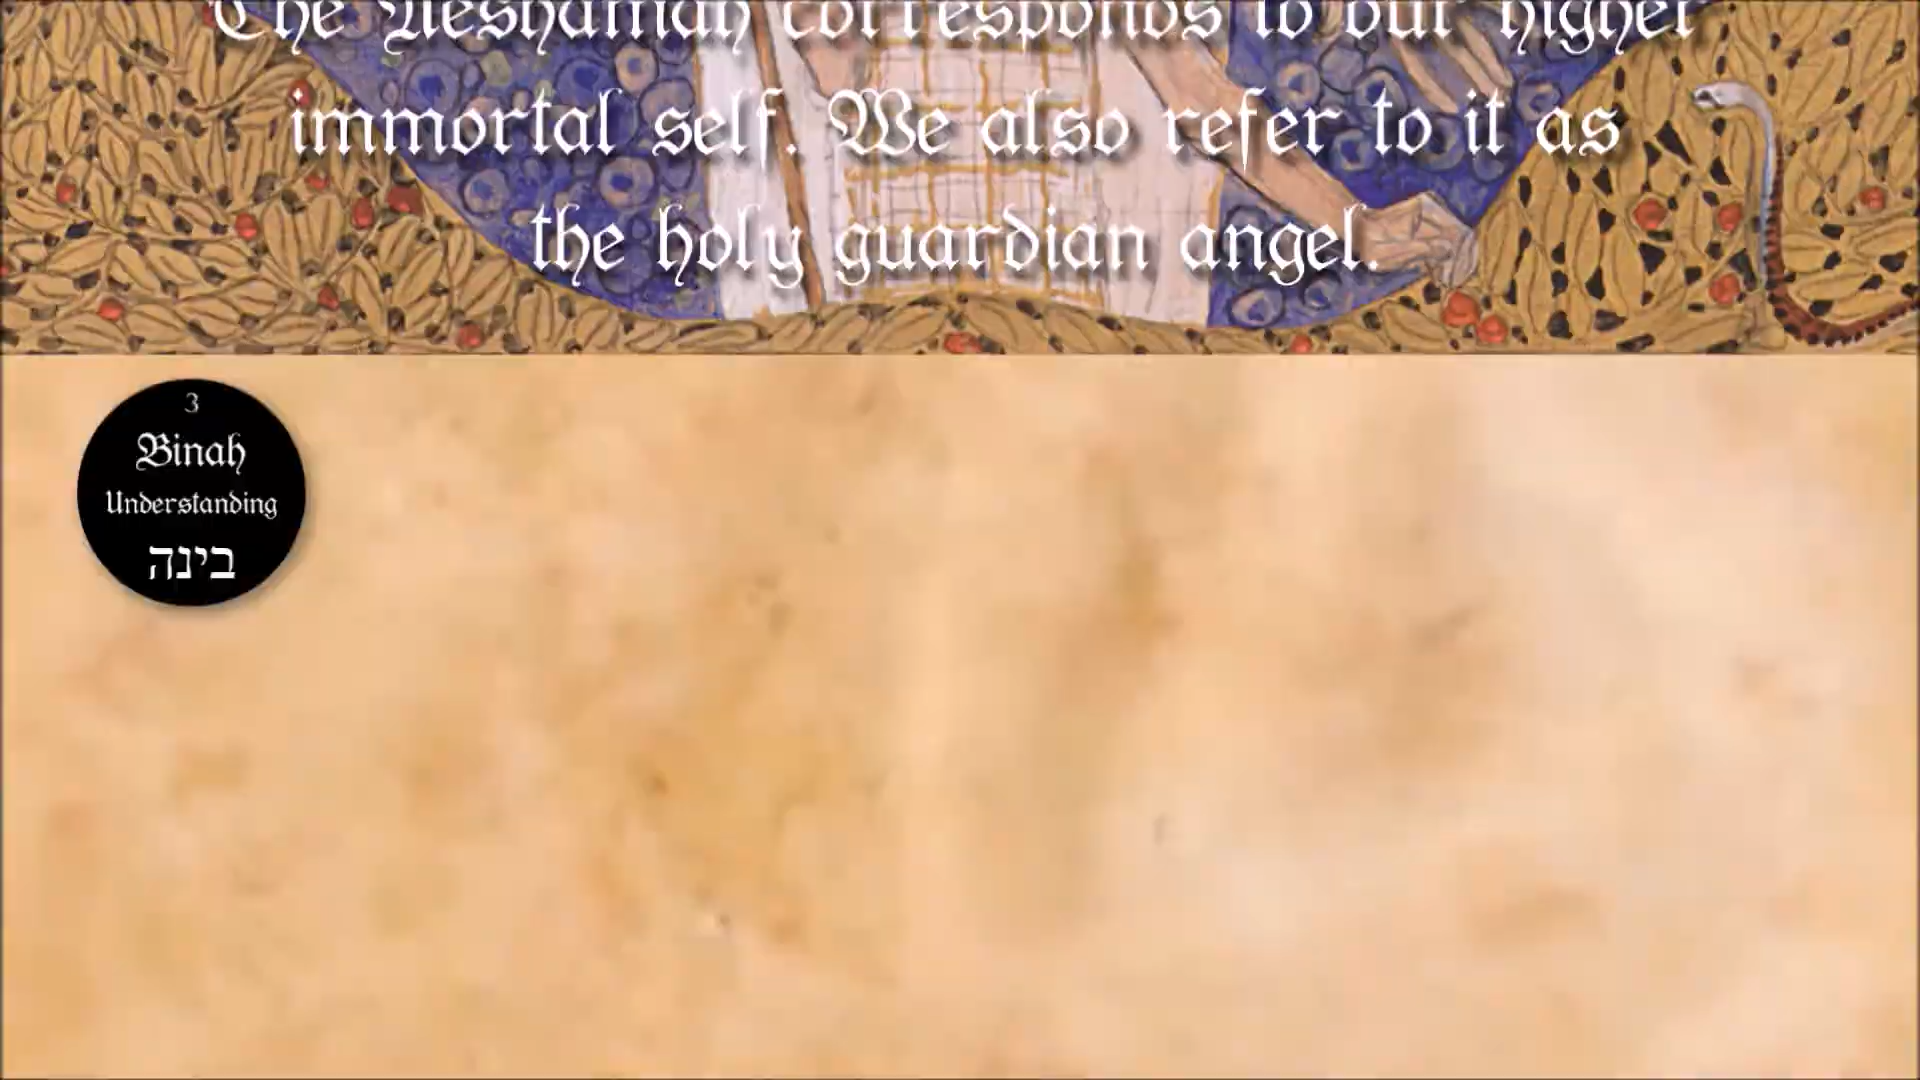 The Neshamah corresponds to our higher
immortal self. We also refer to it as
the holy guardian angel.
3
Binah
Understanding
בינה